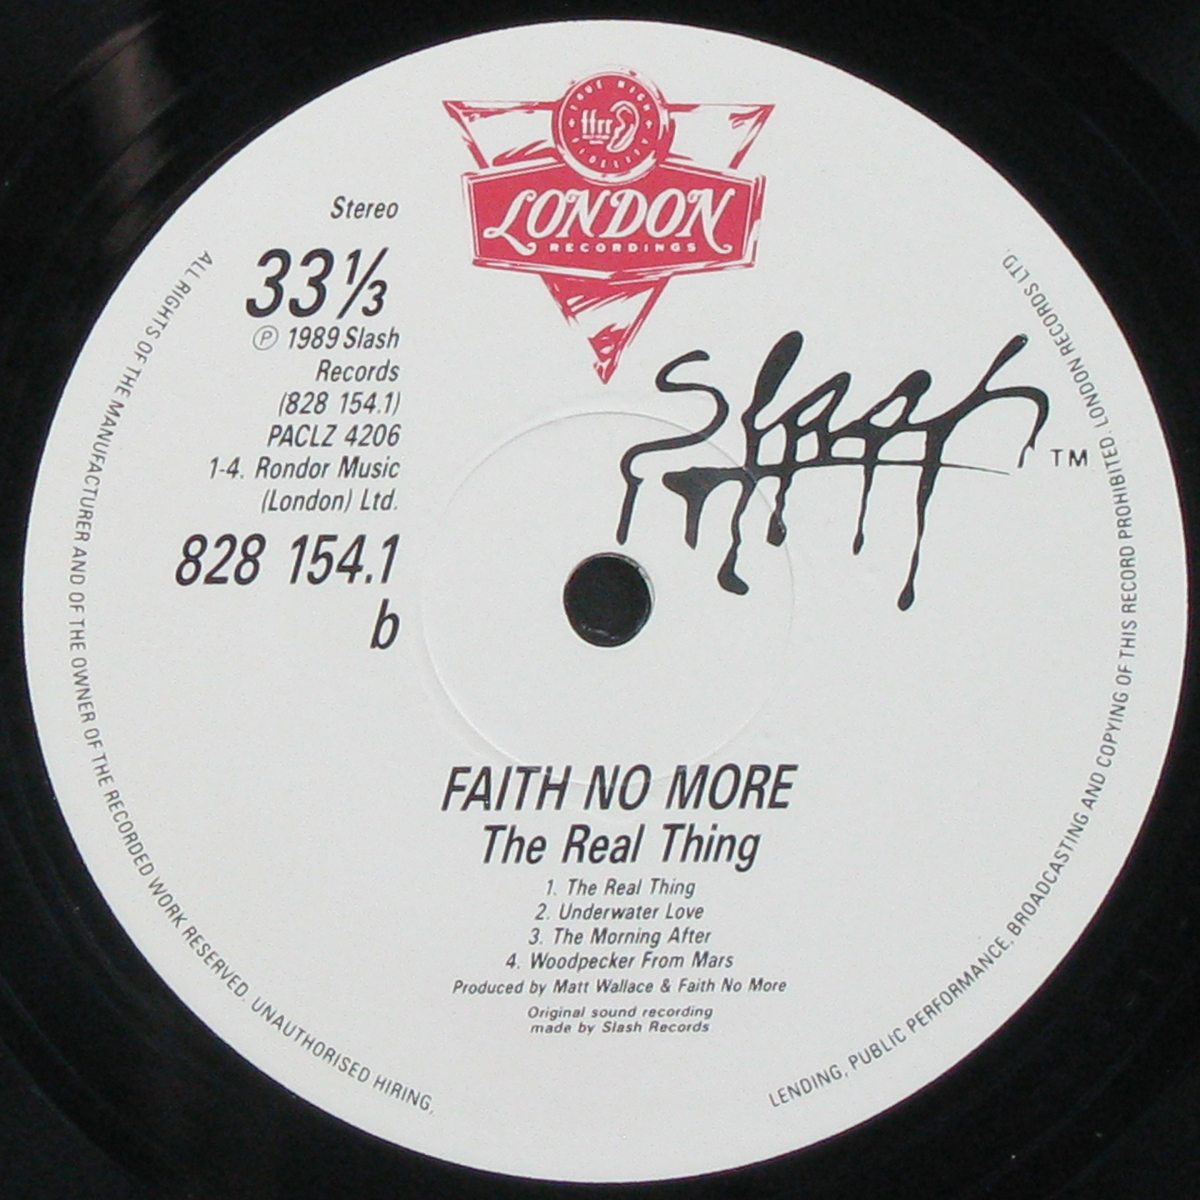 TRUE HIGH
ffrr
FIDELITY
LONDON
RECORDINGS
Stereo
33⅓
Ⓟ 1989 Slash
Records
(828 154.1)
PACLZ 4206
1-4. Rondor Music
(London) Ltd.
828 154.1
b
Slash TM
FAITH NO MORE
The Real Thing
1. The Real Thing
2. Underwater Love
3. The Morning After
4. Woodpecker From Mars
Produced by Matt Wallace & Faith No More
Original sound recording
made by Slash Records
ALL RIGHTS OF THE MANUFACTURER AND OF THE OWNER OF THE RECORDED WORK RESERVED. UNAUTHORISED HIRING,
LENDING, PUBLIC PERFORMANCE, BROADCASTING AND COPYING OF THIS RECORD PROHIBITED. LONDON RECORDS LTD.